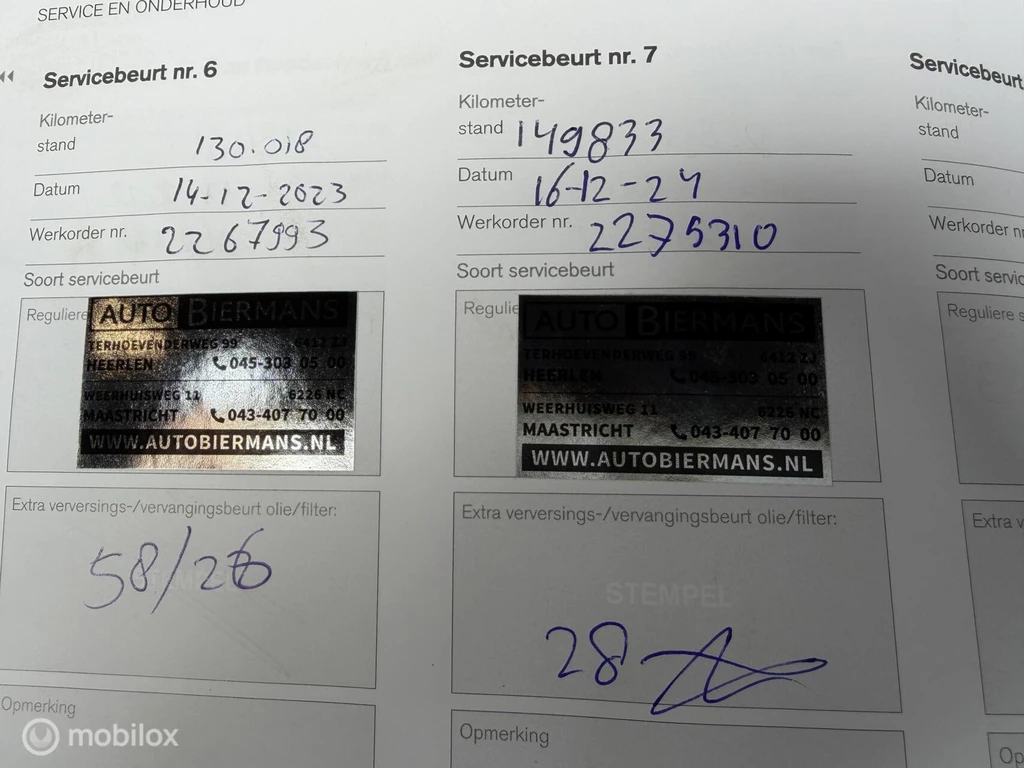 SERVICE EN ONDERHOUD
Servicebeurt nr. 6
Kilometer-
stand 130.018
Datum 14-12-2023
Werkorder nr. 2267993
Soort servicebeurt
Reguliere
AUTO BIERMANS
TERHOEVENDERWEG 99 6412 ZJ
HEERLEN 045-303 05 00
WEERHUISWEG 11 6226 NC
MAASTRICHT 043-407 70 00
WWW.AUTOBIERMANS.NL
Extra verversings-/vervangingsbeurt olie/filter:
58/26
Opmerking
Servicebeurt nr. 7
Kilometer-
stand 149833
Datum 16-12-24
Werkorder nr. 2275310
Soort servicebeurt
Regulie
AUTO BIERMANS
TERHOEVENDERWEG 99 6412 ZJ
HEERLEN 045-303 05 00
WEERHUISWEG 11 6226 NC
MAASTRICHT 043-407 70 00
WWW.AUTOBIERMANS.NL
Extra verversings-/vervangingsbeurt olie/filter:
STEMPEL
28
Opmerking
Servicebeurt
Kilometer-
stand
Datum
Werkorder n
Soort servic
Reguliere s
Extra v
Op
mobilox